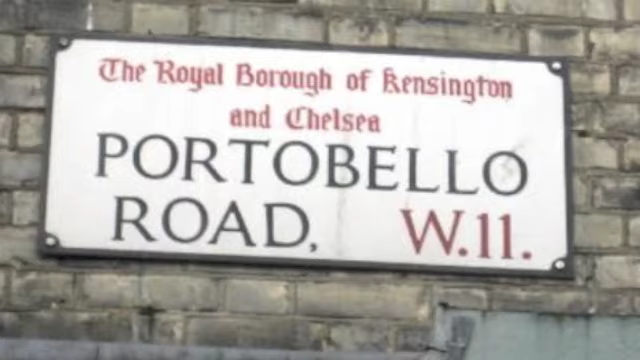 The Royal Borough of Kensington
and Chelsea
PORTOBELLO
ROAD, W.11.